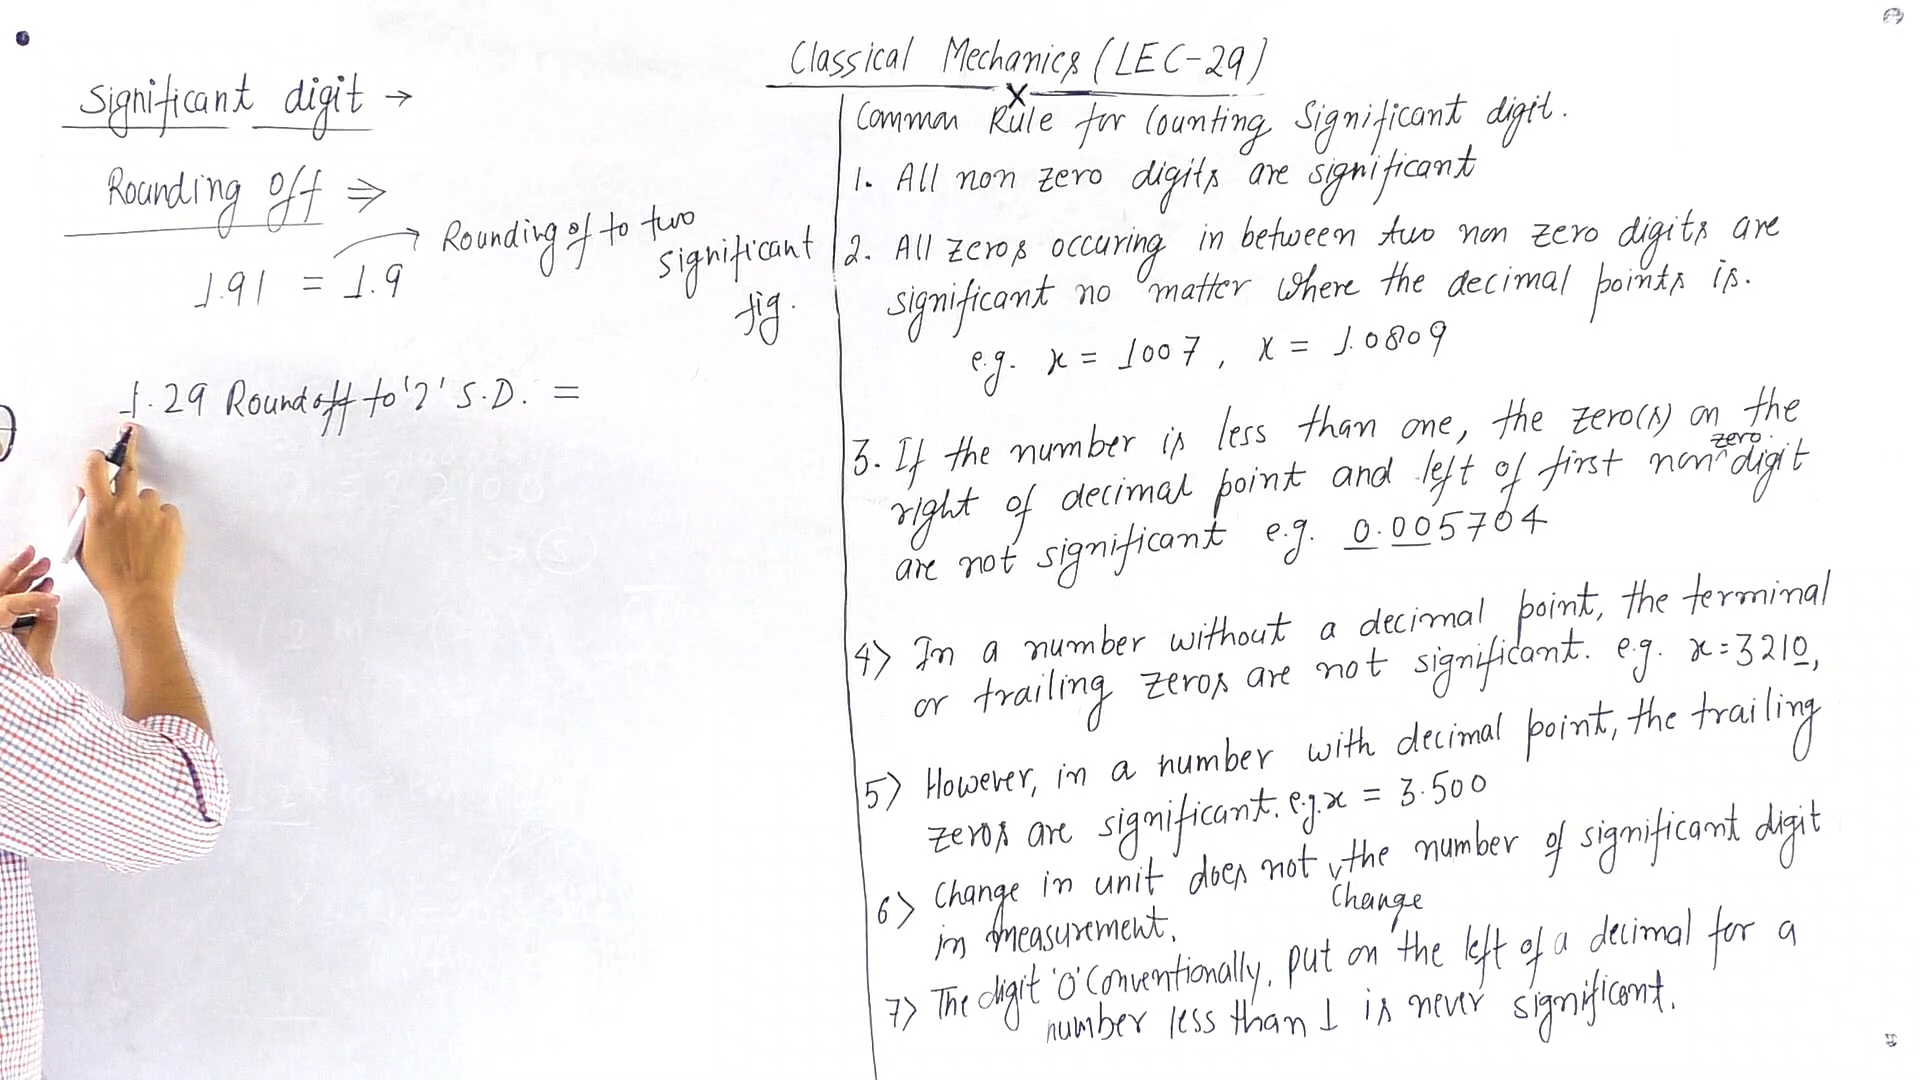 Classical Mechanics (LEC-29)
X
Significant digit →
Rounding off ⇒
1.91 = 1.9 → Rounding of to two
significant
fig.
1.29 Roundoff to '2' S.D. =
Common Rule for Counting Significant digit.
1. All non zero digits are significant
2. All zeros occuring in between two non zero digits are
significant no matter where the decimal points is.
e.g. x = 1007, x = 1.0809
3. If the number is less than one, the zero(s) on the
right of decimal point and left of first non^zero digit
are not significant e.g. 0.005704
4) In a number without a decimal point, the terminal
or trailing zeros are not significant. e.g. x=3210,
5) However, in a number with decimal point, the trailing
zeros are significant. e.g. x = 3.500
6) Change in unit does not change the number of significant digit
in measurement.
7) The digit '0' Conventionally, put on the left of a decimal for a
number less than 1 is never significant.